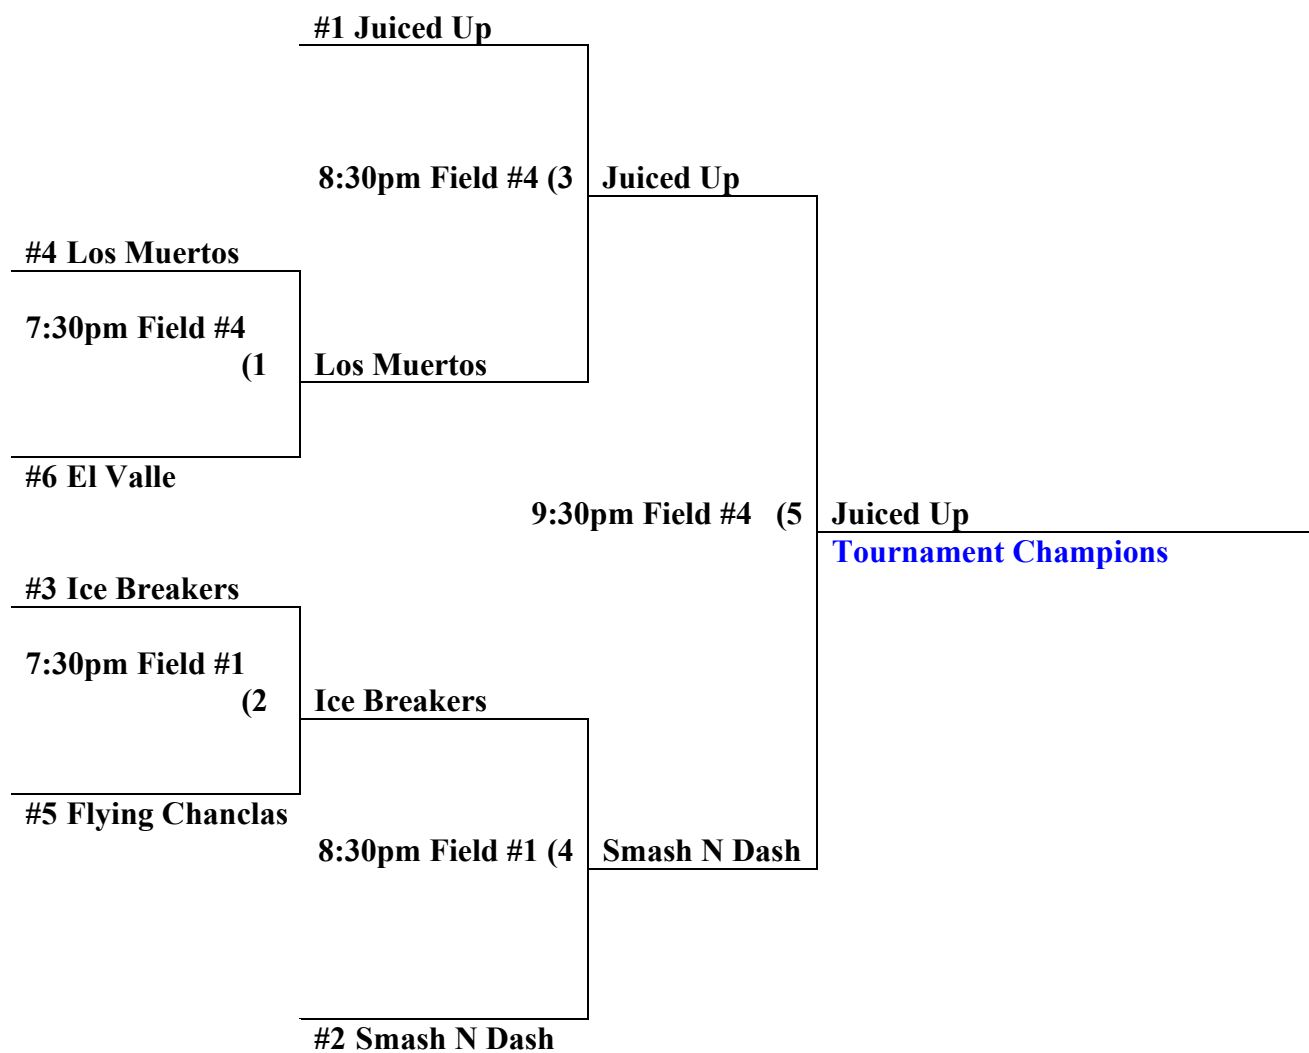 #1 Juiced Up
8:30pm Field #4 (3
Juiced Up
#4 Los Muertos
7:30pm Field #4
(1
Los Muertos
#6 El Valle
9:30pm Field #4 (5
Juiced Up
Tournament Champions
#3 Ice Breakers
7:30pm Field #1
(2
Ice Breakers
#5 Flying Chanclas
8:30pm Field #1 (4
Smash N Dash
#2 Smash N Dash